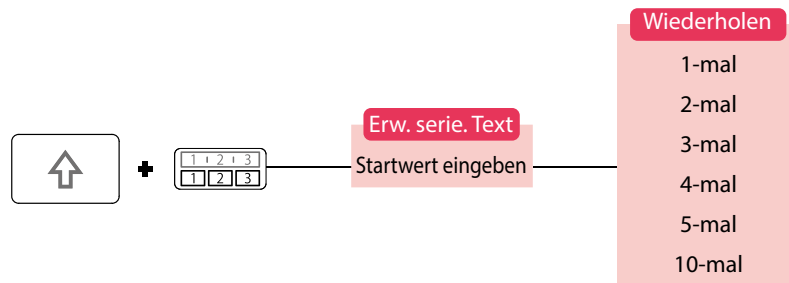 Wiederholen
1-mal
2-mal
Erw. serie. Text
3-mal
1 2 3
Startwert eingeben
1 2 3
4-mal
5-mal
10-mal